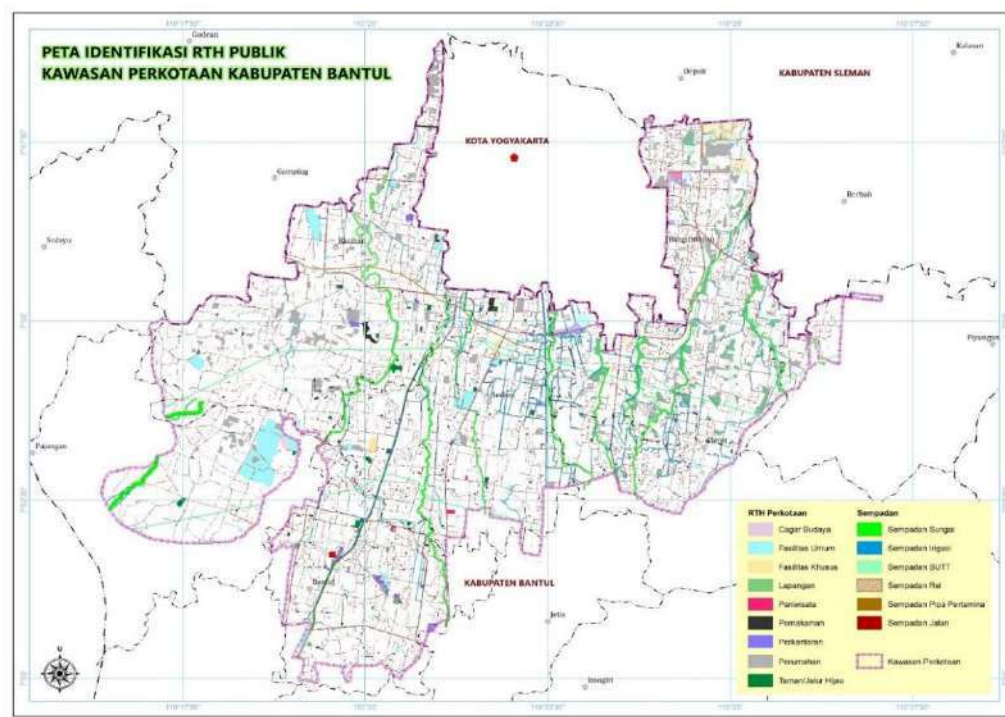 PETA IDENTIFIKASI RTH PUBLIK
KAWASAN PERKOTAAN KABUPATEN BANTUL
Godean
Depok
KABUPATEN SLEMAN
Kalasan
KOTA YOGYAKARTA
Gamping
Berbah
Sedayu
Kasihan
Banguntapan
Piyungan
Pajangan
Sewon
Pleret
Bantul
KABUPATEN BANTUL
Jetis
Imogiri
U
RTH Perkotaan
Cagar Budaya
Fasilitas Umum
Fasilitas Khusus
Lapangan
Pariwisata
Pemakaman
Perkantoran
Perumahan
Taman/Jalur Hijau
Sempadan
Sempadan Sungai
Sempadan Irigasi
Sempadan SUTT
Sempadan Rel
Sempadan Pipa Pertamina
Sempadan Jalan
Kawasan Perkotaan